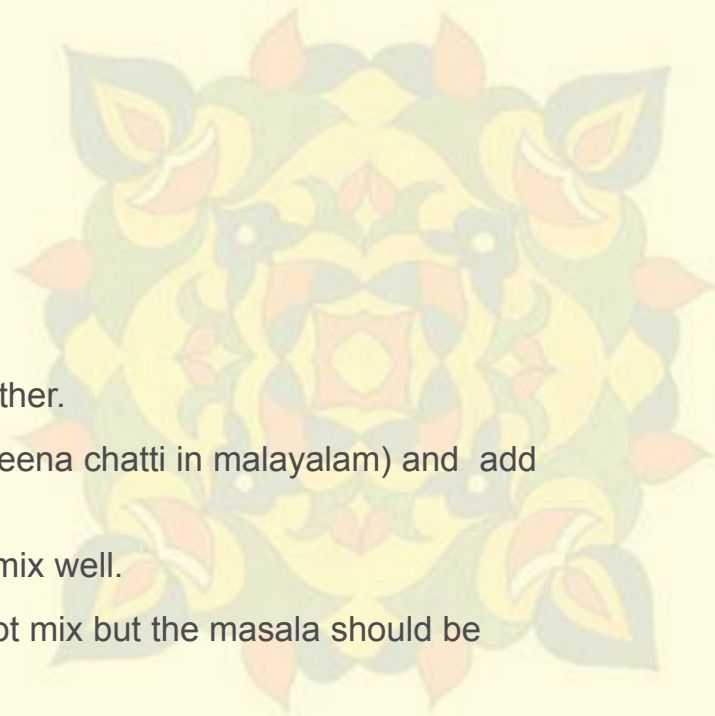 ther.
eena chatti in malayalam) and add
mix well.
ot mix but the masala should be